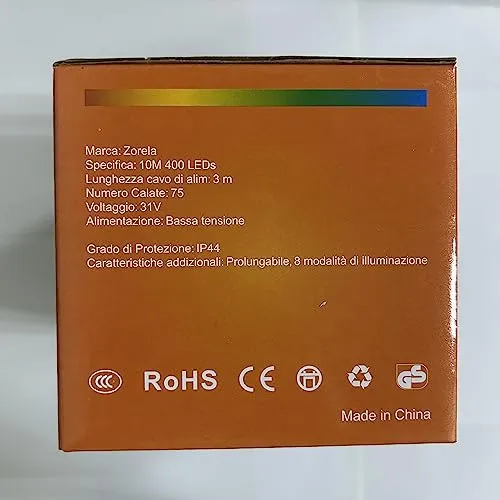 Marca: Zorela
Specifica: 10M 400 LEDs
Lunghezza cavo di alim: 3 m
Numero Calate: 75
Voltaggio: 31V
Alimentazione: Bassa tensione
Grado di Protezione: IP44
Caratteristiche addizionali: Prolungabile, 8 modalità di illuminazione
CCC RoHS CE GS
Made in China